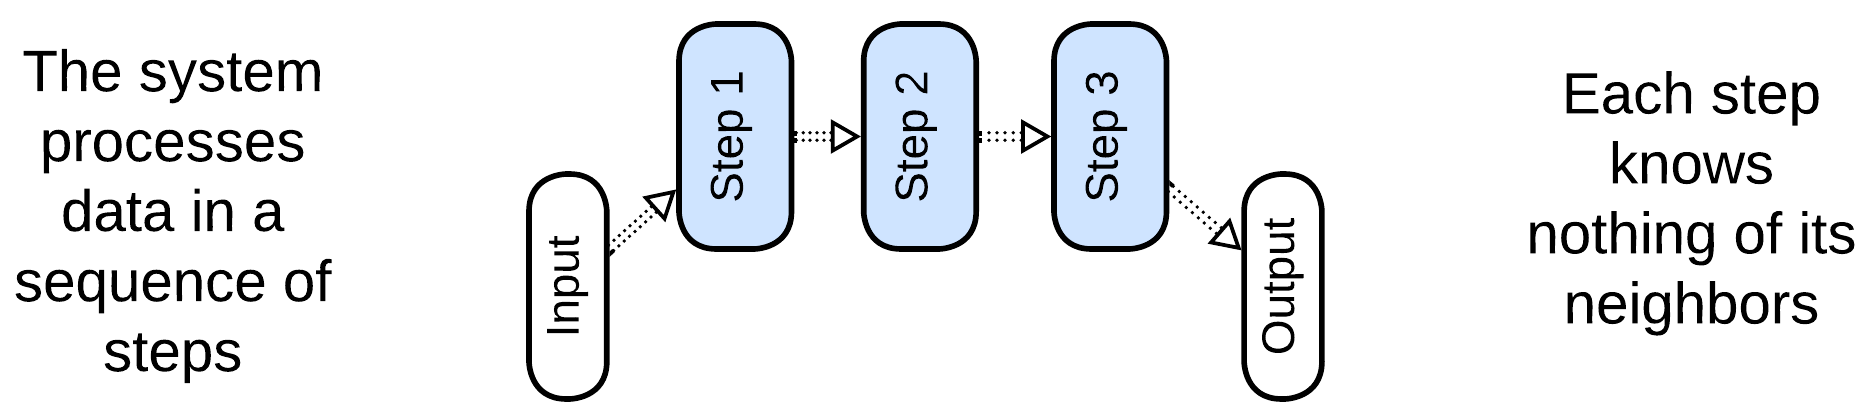 The system
processes
data in a
sequence of
steps
Input
Step 1
Step 2
Step 3
Output
Each step
knows
nothing of its
neighbors